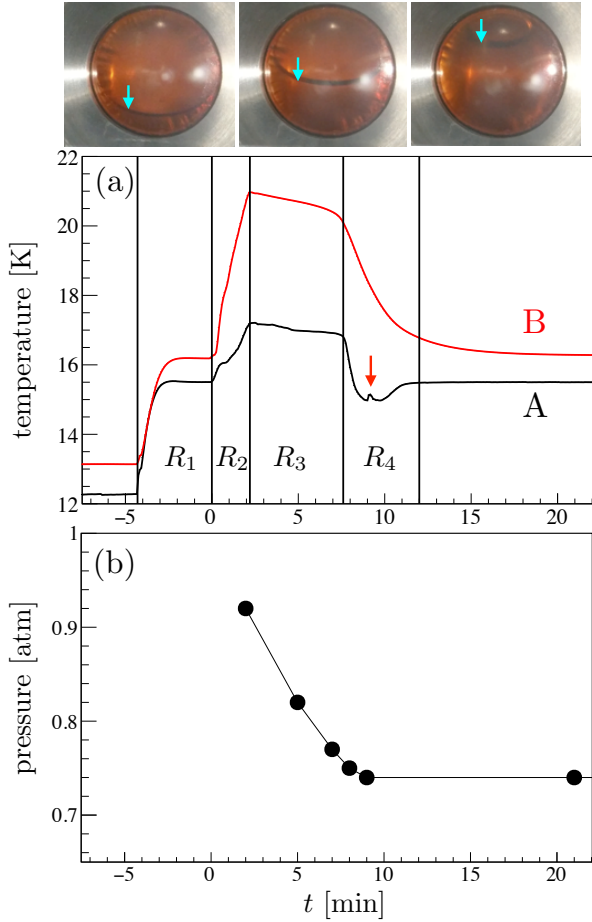 (a)
22
20
18
16
14
12
temperature [K]
B
A
R1 R2 R3 R4
−5 0 5 10 15 20
(b)
1
0.9
0.8
0.7
pressure [atm]
−5 0 5 10 15 20
t [min]